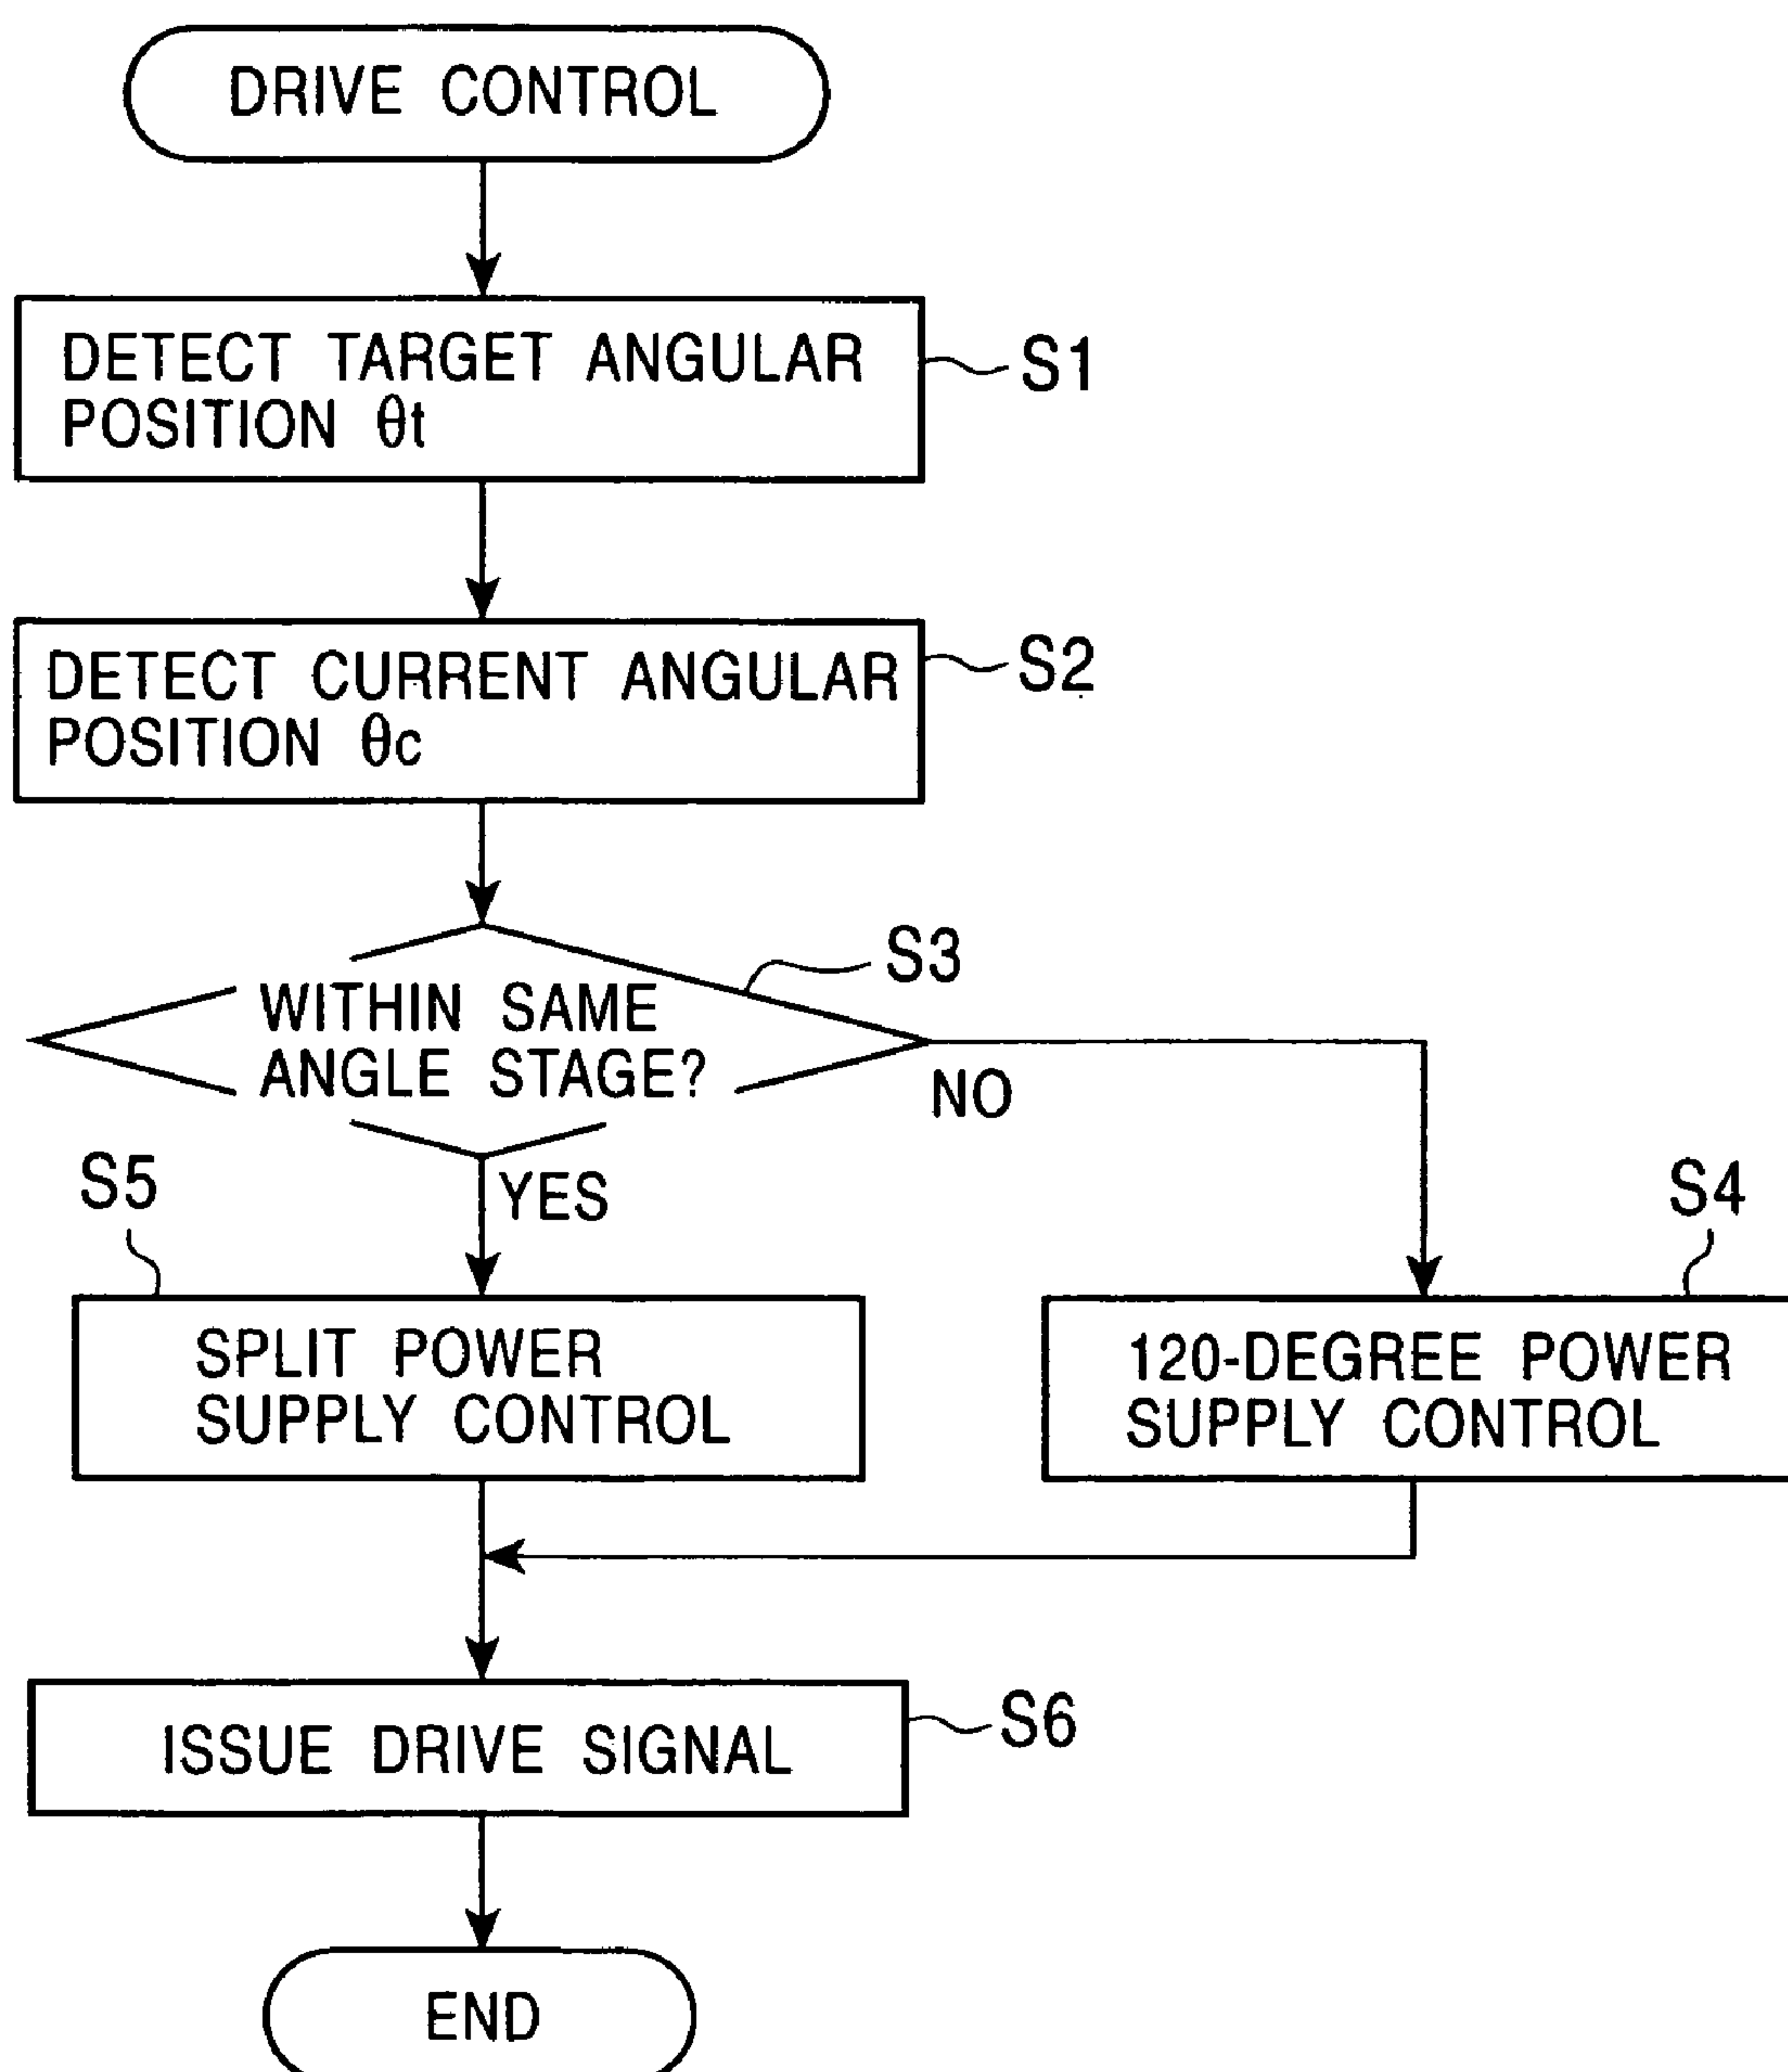 DRIVE CONTROL
DETECT TARGET ANGULAR
POSITION θt
S1
DETECT CURRENT ANGULAR
POSITION θc
S2
S3
WITHIN SAME
ANGLE STAGE?
NO
YES
S5
S4
SPLIT POWER
SUPPLY CONTROL
120-DEGREE POWER
SUPPLY CONTROL
ISSUE DRIVE SIGNAL
S6
END